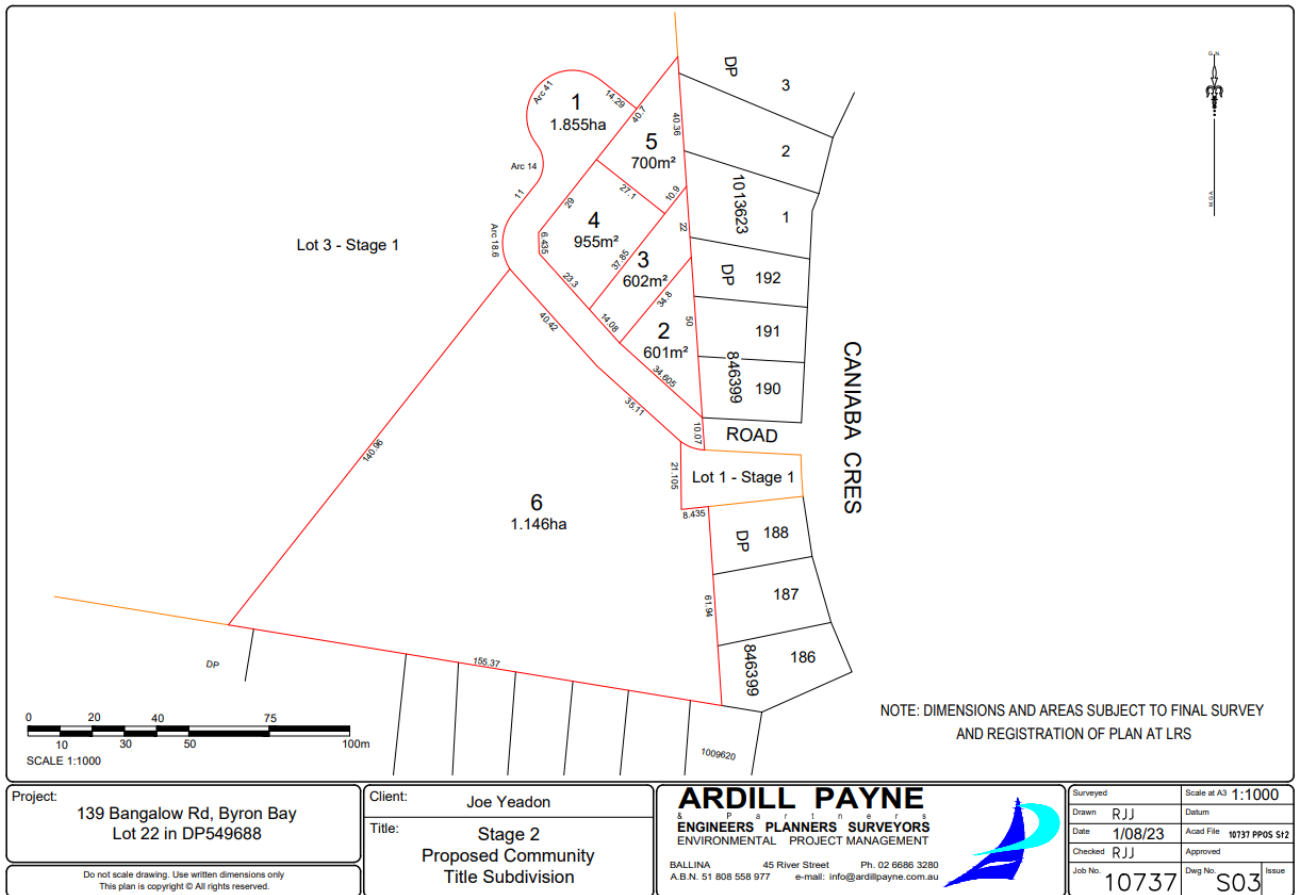 G. N.
V G W
DP
3
2
1
1013623
DP
192
191
190
846399
ROAD
CANIABA CRES
Lot 1 - Stage 1
188
DP
187
186
846399
Arc 41
1
1.855ha
14.29
40.7
40.36
5
700m²
Arc 14
11
27.1
10.9
29
4
955m²
22
Arc 18.6
6.435
37.85
3
602m²
Lot 3 - Stage 1
23.3
34.8
14.08
50
2
601m²
40.42
34.605
35.11
10.07
21.105
8.435
140.96
6
1.146ha
61.94
155.37
DP
1009620
0 20 40 75
10 30 50 100m
SCALE 1:1000
NOTE: DIMENSIONS AND AREAS SUBJECT TO FINAL SURVEY
AND REGISTRATION OF PLAN AT LRS
Project:
139 Bangalow Rd, Byron Bay
Lot 22 in DP549688
Do not scale drawing. Use written dimensions only
This plan is copyright © All rights reserved.
Client: Joe Yeadon
Title: Stage 2
Proposed Community
Title Subdivision
ARDILL PAYNE
& Partners
ENGINEERS PLANNERS SURVEYORS
ENVIRONMENTAL PROJECT MANAGEMENT
BALLINA 45 River Street Ph. 02 6686 3280
A.B.N. 51 808 558 977 e-mail: info@ardillpayne.com.au
Surveyed Scale at A3 1:1000
Drawn RJJ Datum
Date 1/08/23 Acad File 10737 PPOS St2
Checked RJJ Approved
Job No. 10737 Dwg No. S03 Issue